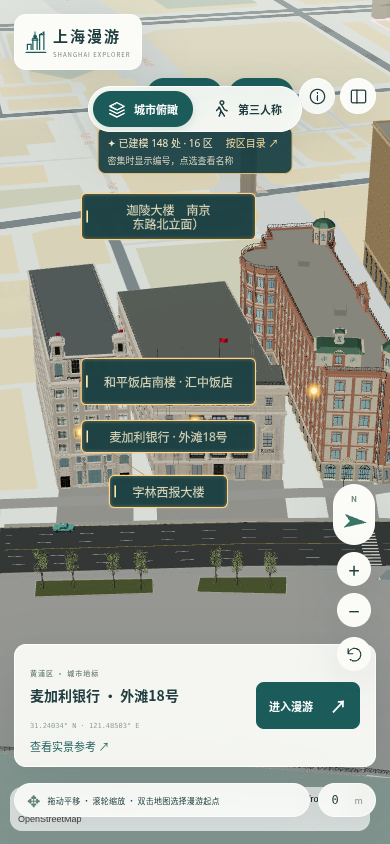 上海漫游
SHANGHAI EXPLORER
城市俯瞰
第三人称
✦ 已建模 148 处 · 16 区 按区目录 ↗
密集时显示编号，点选查看名称
迦陵大楼 南京
东路北立面）
和平饭店南楼 · 汇中饭店
麦加利银行 · 外滩18号
字林西报大楼
N
+
−
黄浦区 · 城市地标
麦加利银行 · 外滩18号
进入漫游 ↗
31.24034° N · 121.48503° E
查看实景参考 ↗
拖动平移 · 滚轮缩放 · 双击地图选择漫游起点
0 m
OpenStreetMap